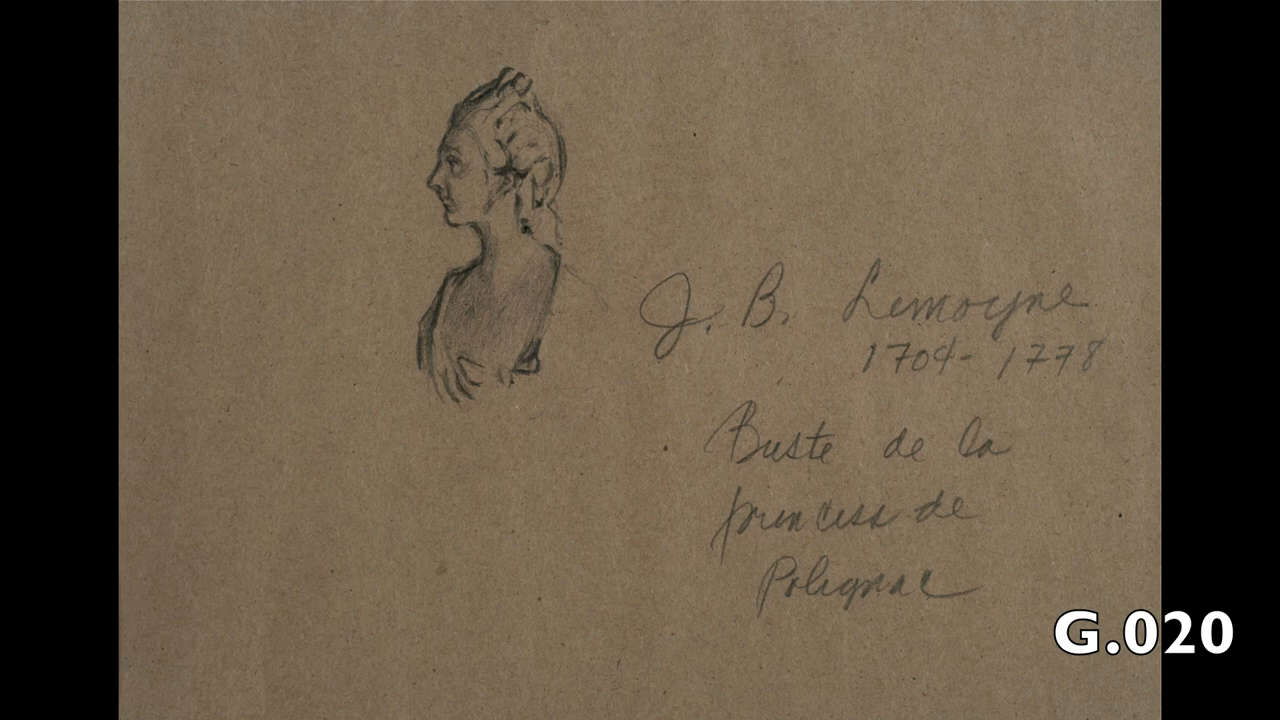 J. B. Lemoyne
1704- 1778
Buste de la
princess de
Polignac
G.020